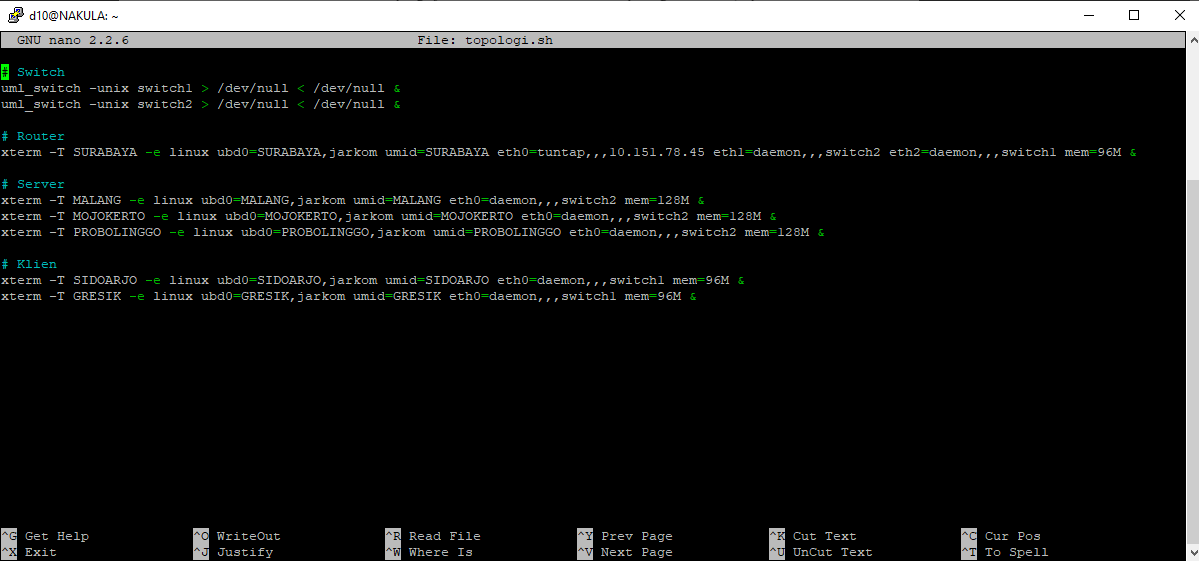 d10@NAKULA: ~
GNU nano 2.2.6 File: topologi.sh
# Switch
uml_switch -unix switch1 > /dev/null < /dev/null &
uml_switch -unix switch2 > /dev/null < /dev/null &
# Router
xterm -T SURABAYA -e linux ubd0=SURABAYA,jarkom umid=SURABAYA eth0=tuntap,,,10.151.78.45 eth1=daemon,,,switch2 eth2=daemon,,,switch1 mem=96M &
# Server
xterm -T MALANG -e linux ubd0=MALANG,jarkom umid=MALANG eth0=daemon,,,switch2 mem=128M &
xterm -T MOJOKERTO -e linux ubd0=MOJOKERTO,jarkom umid=MOJOKERTO eth0=daemon,,,switch2 mem=128M &
xterm -T PROBOLINGGO -e linux ubd0=PROBOLINGGO,jarkom umid=PROBOLINGGO eth0=daemon,,,switch2 mem=128M &
# Klien
xterm -T SIDOARJO -e linux ubd0=SIDOARJO,jarkom umid=SIDOARJO eth0=daemon,,,switch1 mem=96M &
xterm -T GRESIK -e linux ubd0=GRESIK,jarkom umid=GRESIK eth0=daemon,,,switch1 mem=96M &
^G Get Help ^O WriteOut ^R Read File ^Y Prev Page ^K Cut Text ^C Cur Pos
^X Exit ^J Justify ^W Where Is ^V Next Page ^U UnCut Text ^T To Spell